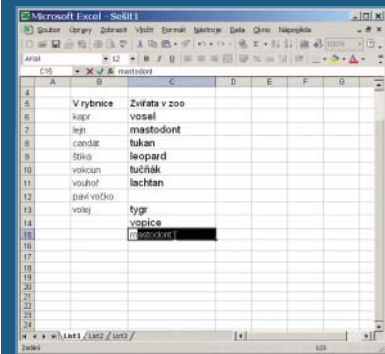 Microsoft Excel - Sešit1
Soubor Úpravy Zobrazit Vložit Formát Nástroje Data Okno Nápověda
Arial 12
C15 mastodont
A B C D E F G
4
5 V rybnice Zvířata v zoo
6 kapr vosel
7 lejn mastodont
8 candát tukan
9 štika leopard
10 vokoun tučňák
11 vouhoř lachtan
12 paví vočko
13 volej tygr
14 vopice
15 mastodont
16
17
18
19
20
21
22
23
24
List1 / List2 / List3
Zadání 123